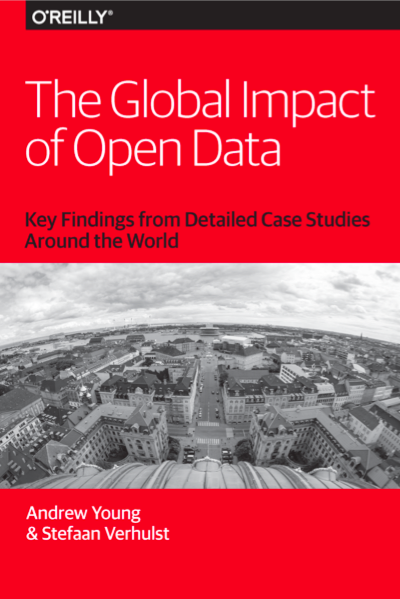 O'REILLY®
The Global Impact
of Open Data
Key Findings from Detailed Case Studies
Around the World
Andrew Young
& Stefaan Verhulst